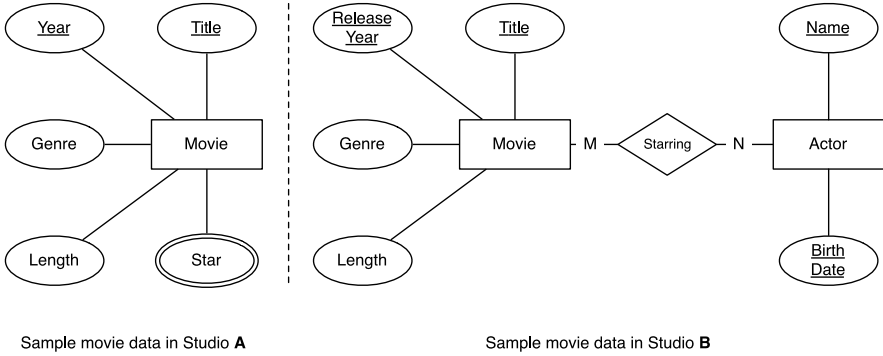 Year
Title
Genre
Movie
Length
Star
Sample movie data in Studio A
Release
Year
Title
Genre
Movie
M
Starring
N
Actor
Name
Length
Birth
Date
Sample movie data in Studio B